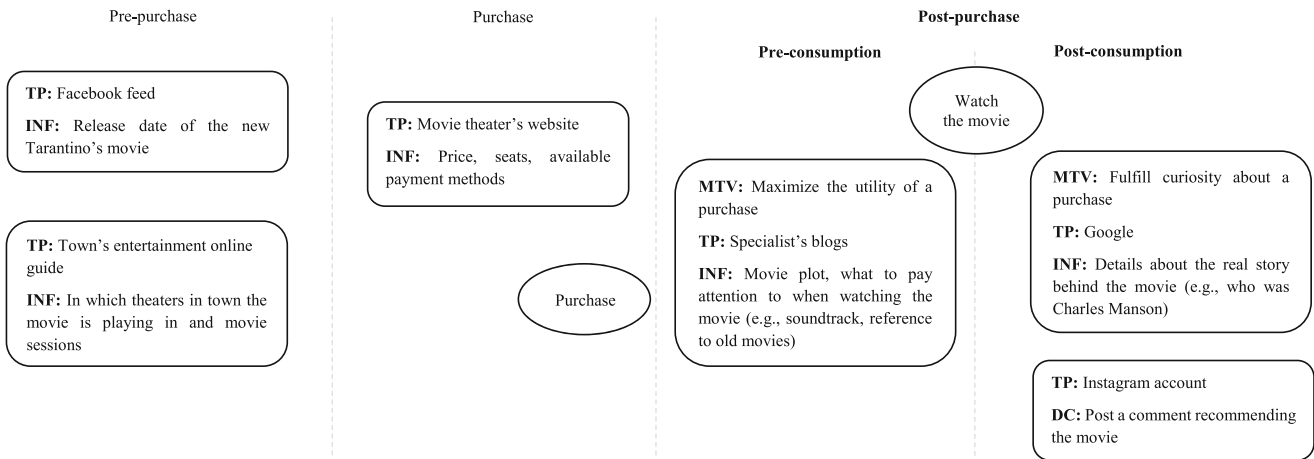 Pre-purchase
Purchase
Post-purchase
Pre-consumption
Post-consumption
TP: Facebook feed
INF: Release date of the new
Tarantino's movie
TP: Town's entertainment online
guide
INF: In which theaters in town the
movie is playing in and movie
sessions
TP: Movie theater's website
INF: Price, seats, available
payment methods
Purchase
Watch
the movie
MTV: Maximize the utility of a
purchase
TP: Specialist's blogs
INF: Movie plot, what to pay
attention to when watching the
movie (e.g., soundtrack, reference
to old movies)
MTV: Fulfill curiosity about a
purchase
TP: Google
INF: Details about the real story
behind the movie (e.g., who was
Charles Manson)
TP: Instagram account
DC: Post a comment recommending
the movie